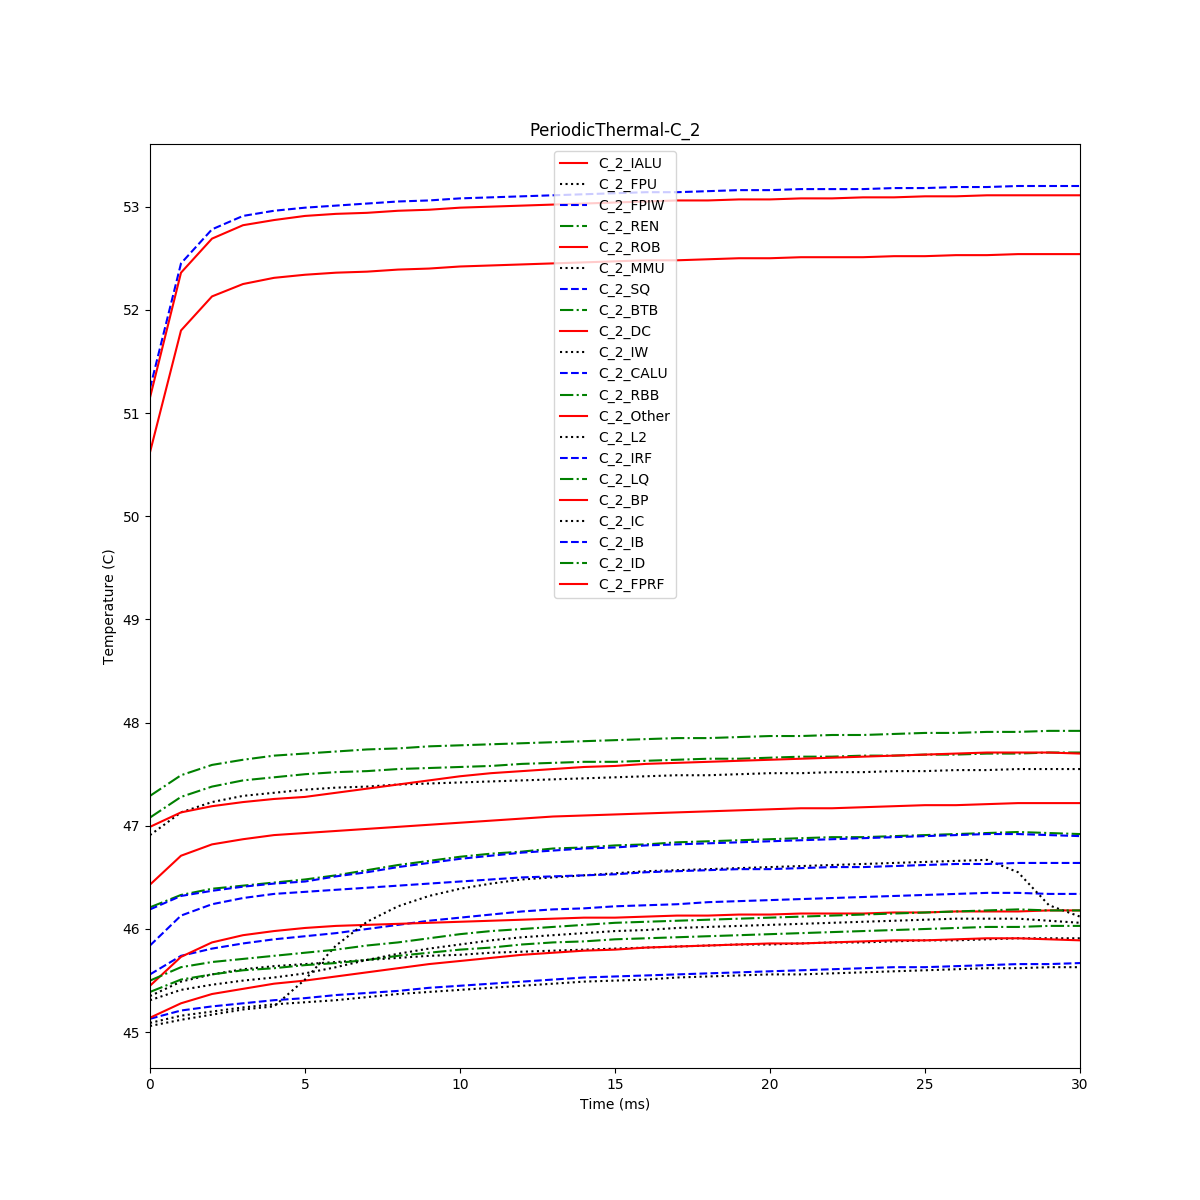 PeriodicThermal-C_2
C_2_IALU
C_2_FPU
C_2_FPIW
C_2_REN
C_2_ROB
C_2_MMU
C_2_SQ
C_2_BTB
C_2_DC
C_2_IW
C_2_CALU
C_2_RBB
C_2_Other
C_2_L2
C_2_IRF
C_2_LQ
C_2_BP
C_2_IC
C_2_IB
C_2_ID
C_2_FPRF
53
52
51
50
49
48
47
46
45
Temperature (C)
0 5 10 15 20 25 30
Time (ms)